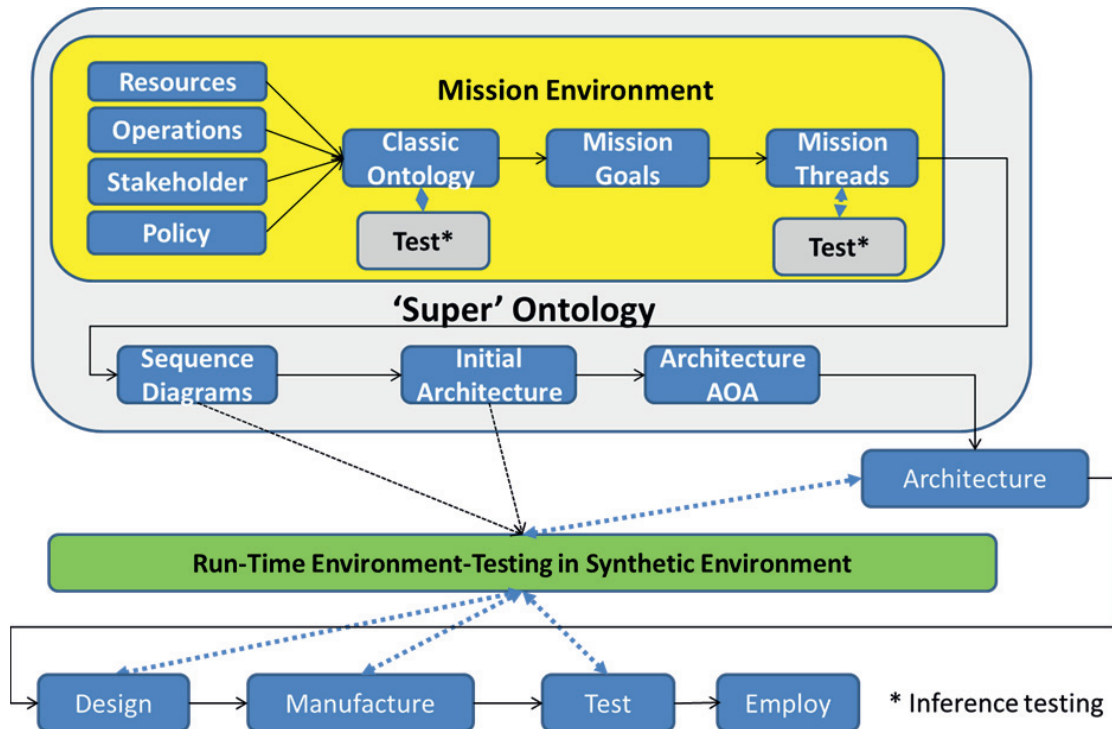 Resources
Operations
Stakeholder
Policy
Mission Environment
Classic
Ontology
Mission
Goals
Mission
Threads
Test*
Test*
‘Super’ Ontology
Sequence
Diagrams
Initial
Architecture
Architecture
AOA
Architecture
Run-Time Environment-Testing in Synthetic Environment
Design
Manufacture
Test
Employ
* Inference testing